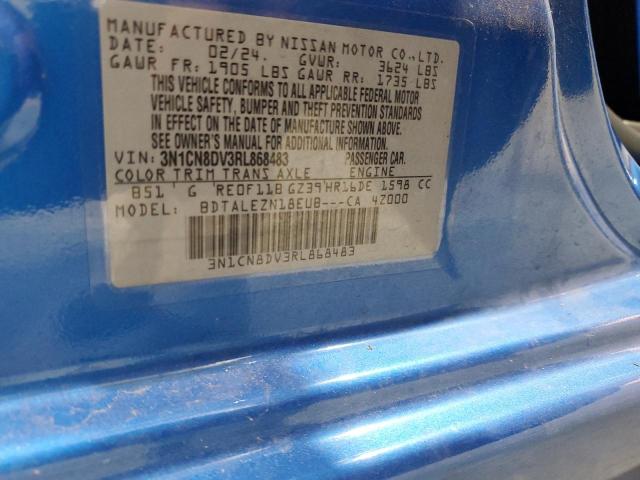 MANUFACTURED BY NISSAN MOTOR CO.,LTD.
DATE: 02/24. GVWR: 3624 LBS
GAWR FR: 1905 LBS GAWR RR: 1735 LBS
THIS VEHICLE CONFORMS TO ALL APPLICABLE FEDERAL MOTOR
VEHICLE SAFETY, BUMPER AND THEFT PREVENTION STANDARDS
IN EFFECT ON THE DATE OF MANUFACTURE SHOWN ABOVE.
SEE OWNER'S MANUAL FOR ADDITIONAL INFORMATION.
VIN: 3N1CN8DV3RL868483 PASSENGER CAR.
COLOR TRIM TRANS AXLE ENGINE
B51 G RE0F11B GZ39 HR16DE 1598 CC
MODEL: BDTALEZN18EUB---CA 4Z000
3N1CN8DV3RL868483